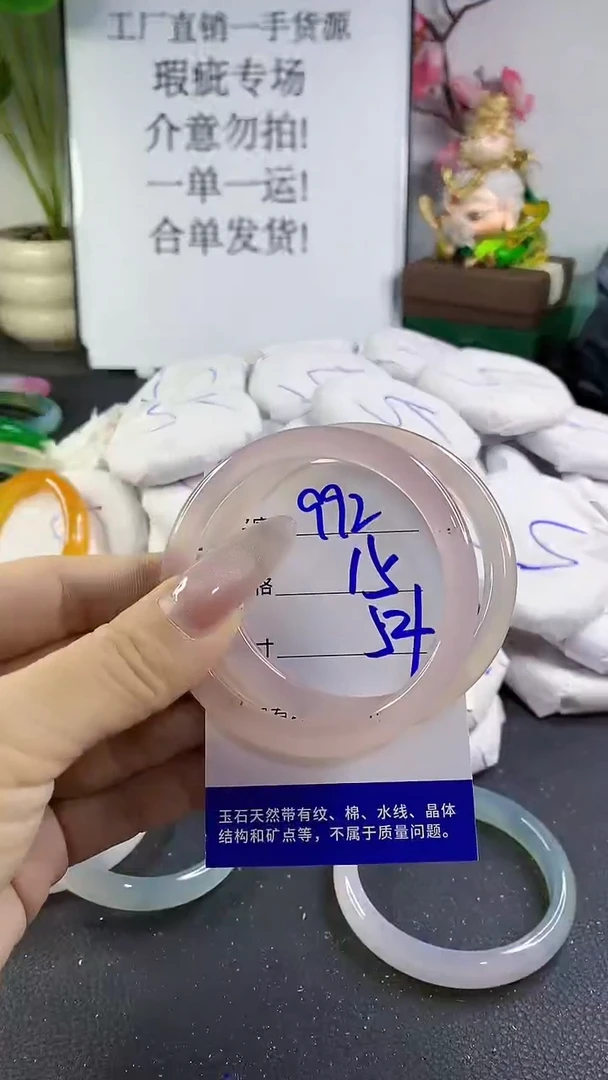 工厂直销一手货源
瑕疵专场
介意勿拍!
一单一运!
合单发货!
992
格 15
寸 54
玉石天然带有纹、棉、水线、晶体
结构和矿点等，不属于质量问题。